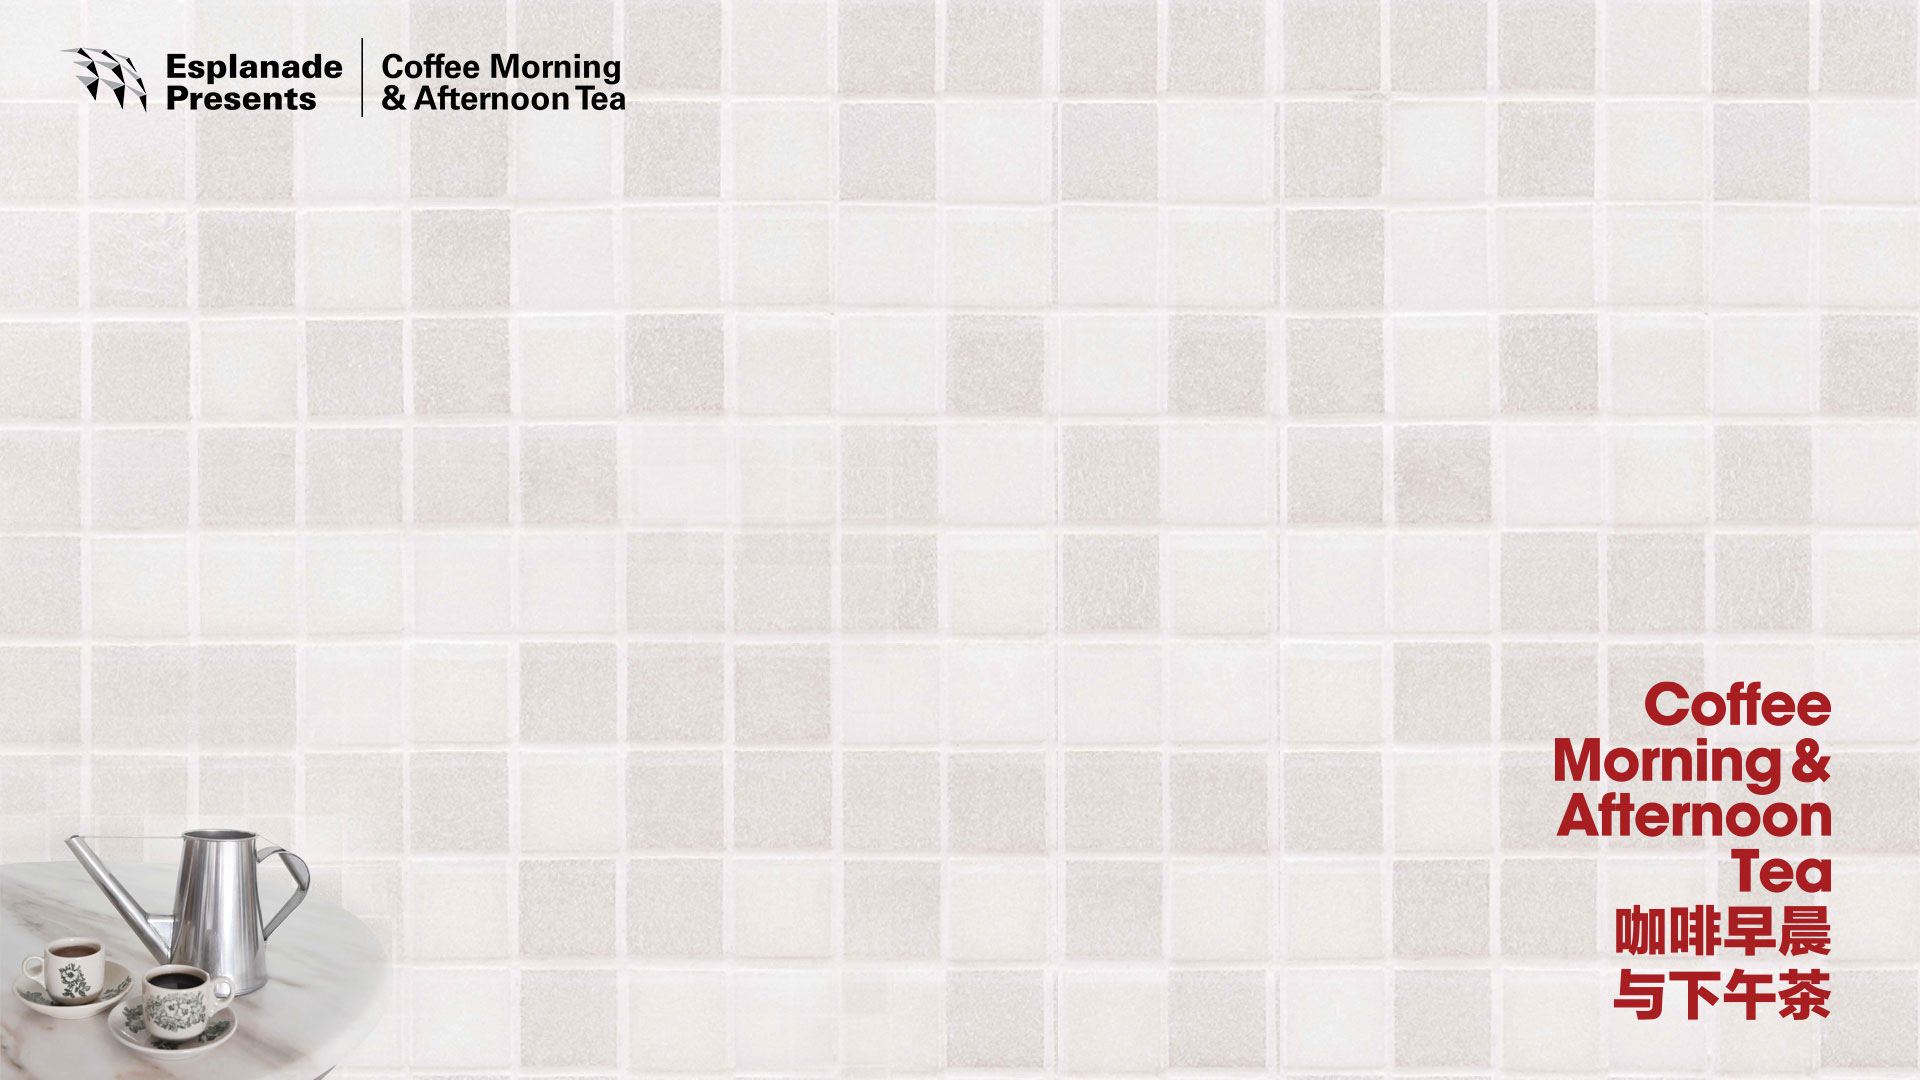 Esplanade
Presents
Coffee Morning
& Afternoon Tea
Coffee
Morning &
Afternoon
Tea
咖啡早晨
与下午茶